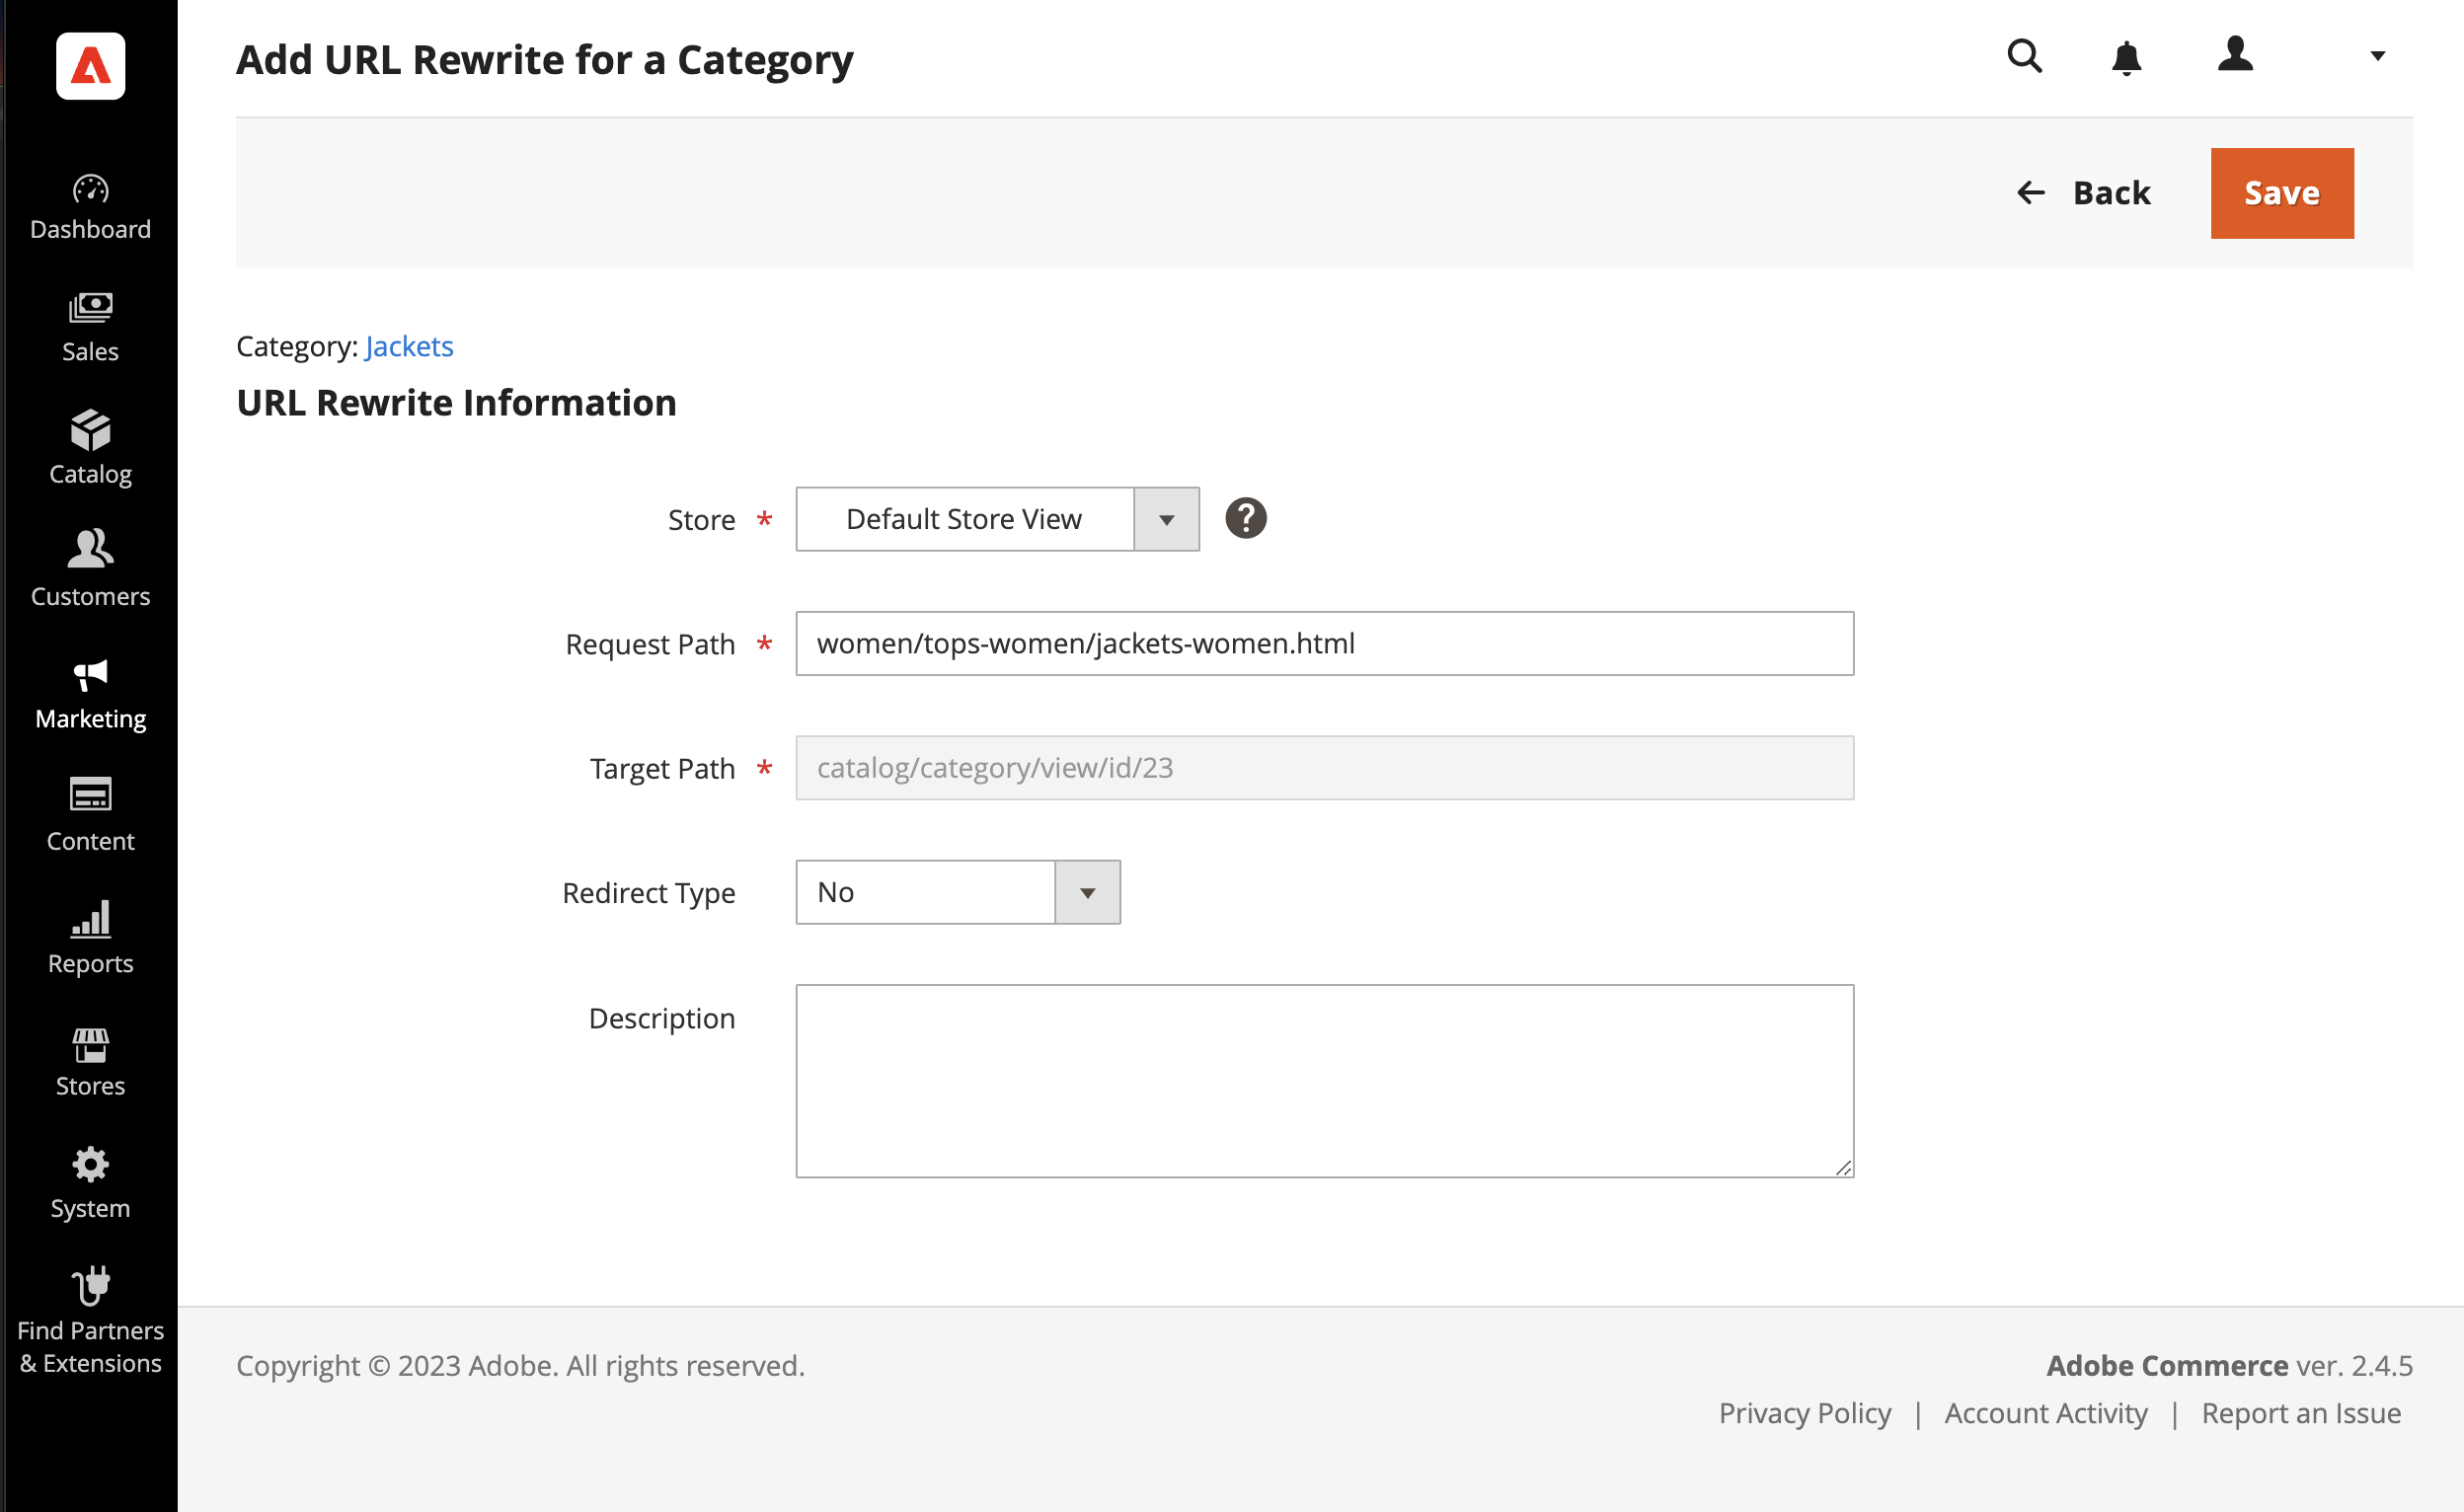 Add URL Rewrite for a Category
Back
Save
Dashboard
Sales
Catalog
Customers
Marketing
Content
Reports
Stores
System
Find Partners
& Extensions
Category: Jackets
URL Rewrite Information
Store * Default Store View ?
Request Path * women/tops-women/jackets-women.html
Target Path * catalog/category/view/id/23
Redirect Type No
Description
Copyright © 2023 Adobe. All rights reserved.
Adobe Commerce ver. 2.4.5
Privacy Policy | Account Activity | Report an Issue